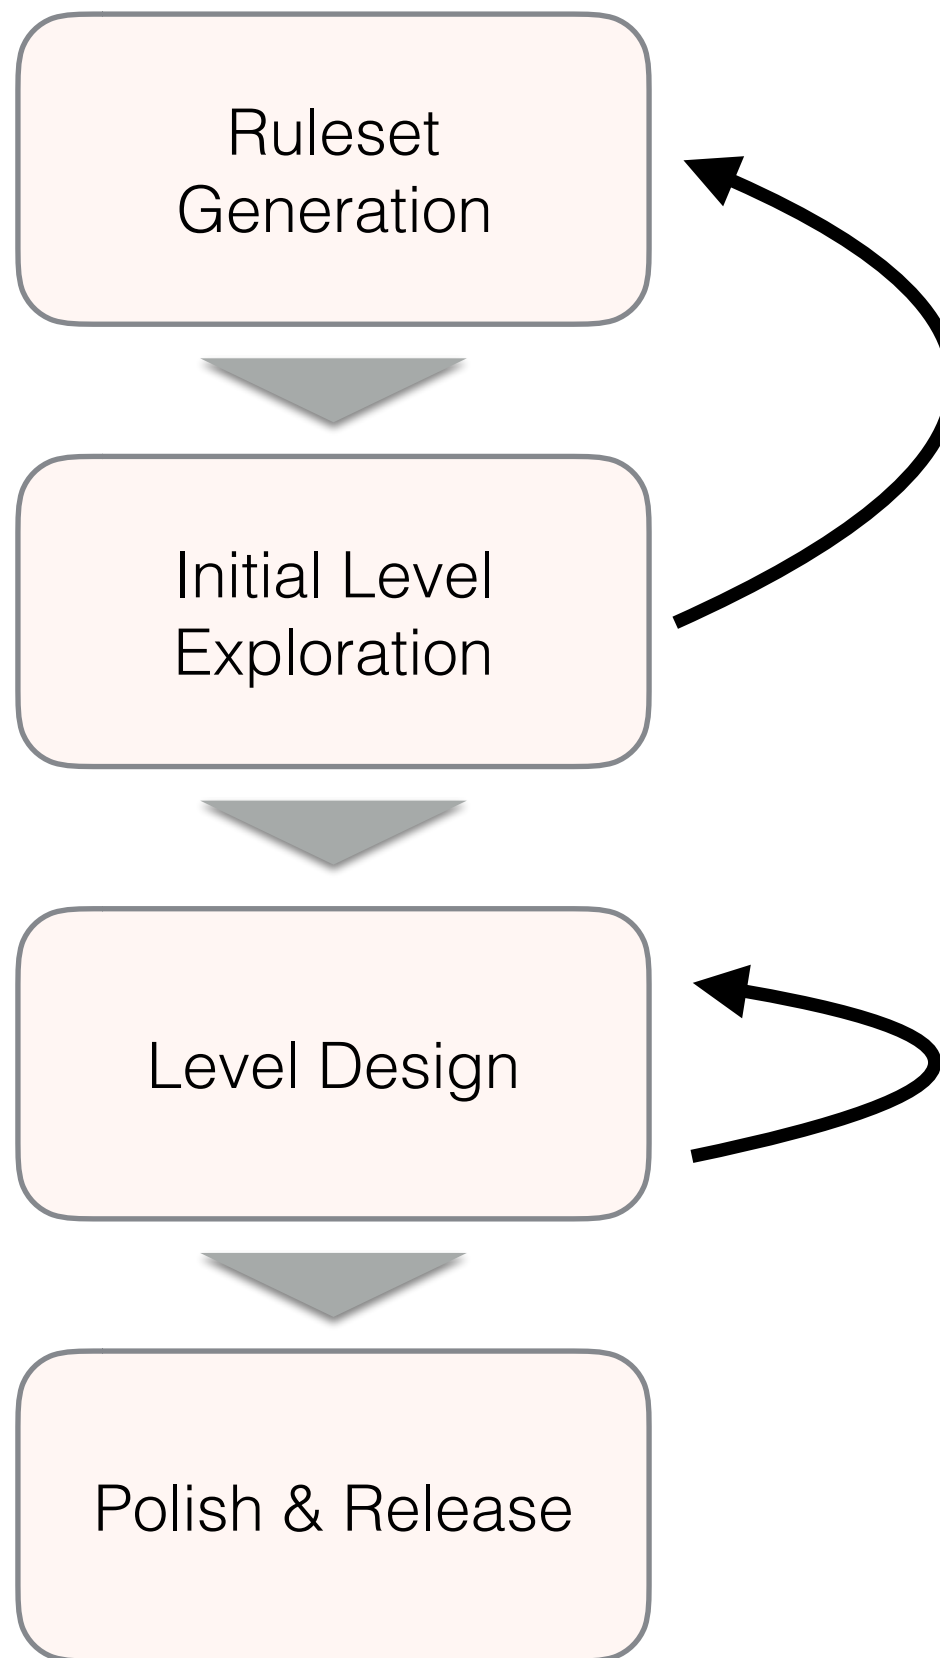 Ruleset
Generation
Initial Level
Exploration
Level Design
Polish & Release